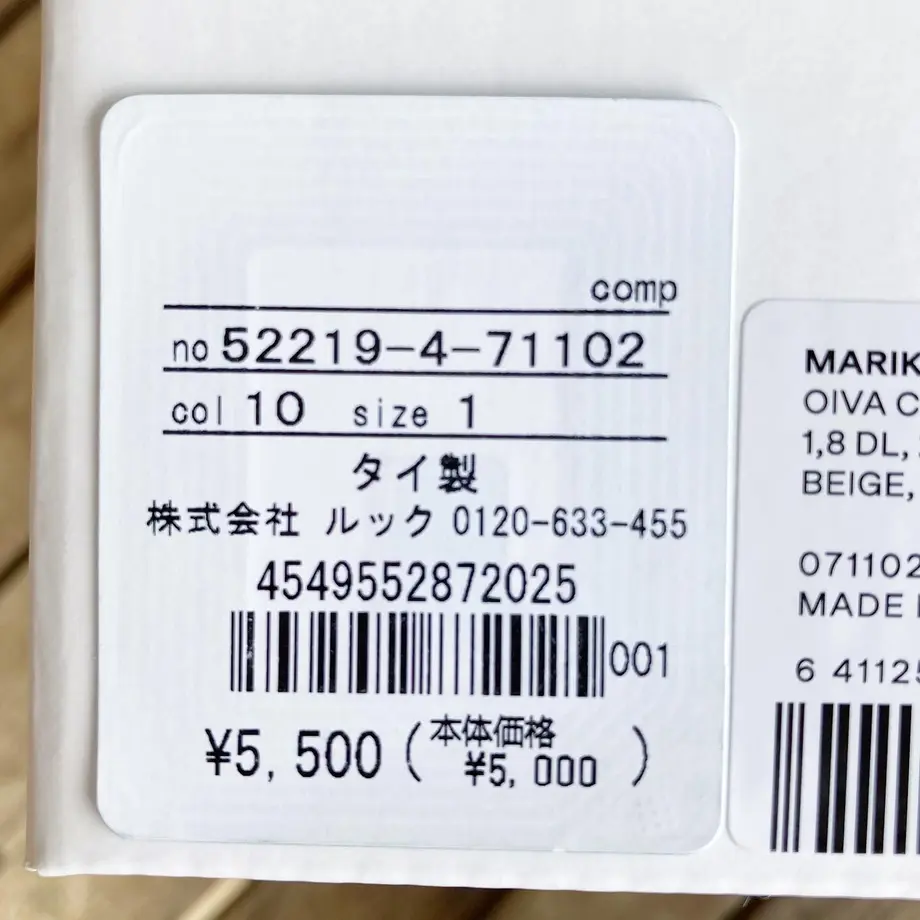 comp
no 52219-4-71102
col 10 size 1
タイ製
株式会社 ルック 0120-633-455
4549552872025
001
¥5,500 (本体価格 ¥5,000)
MARIK
OIVA C
1,8 DL,
BEIGE,
071102
MADE
6 41125